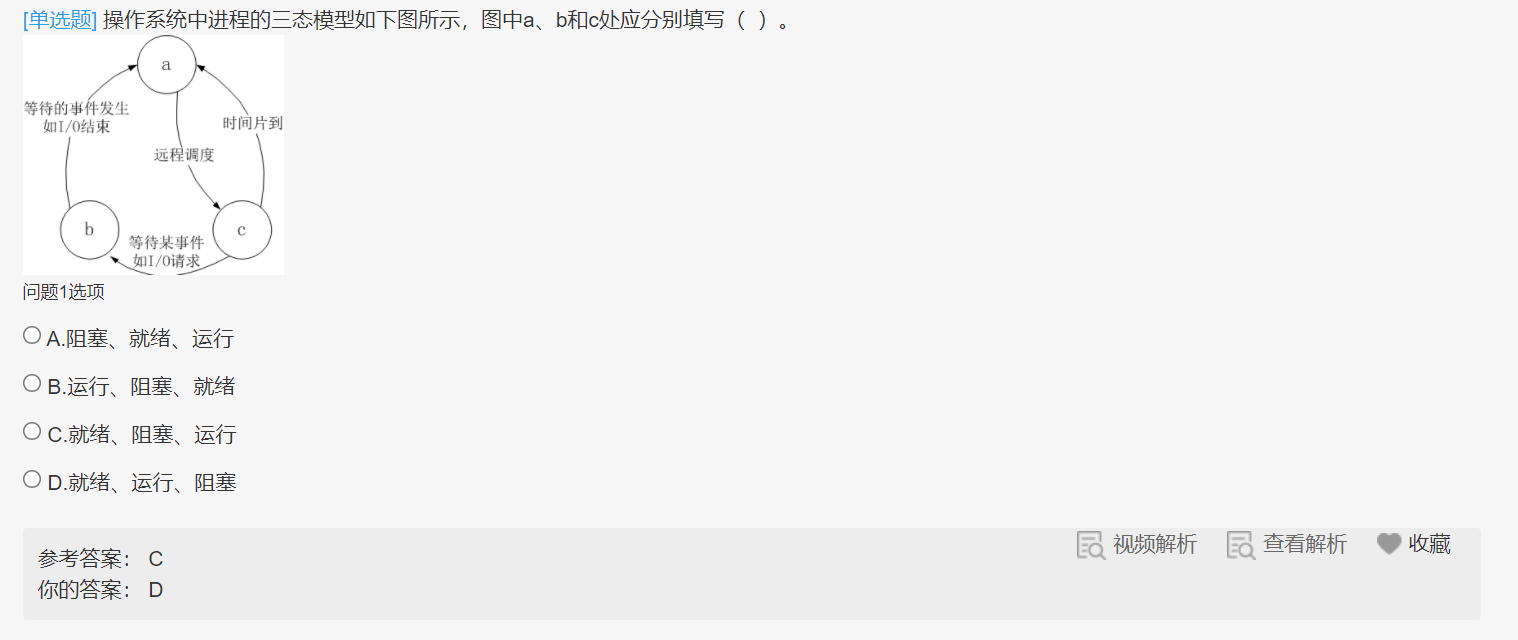 [单选题] 操作系统中进程的三态模型如下图所示，图中a、b和c处应分别填写（ ）。
a
等待的事件发生
如I/O结束
时间片到
远程调度
b
c
等待某事件
如I/O请求
问题1选项
A.阻塞、就绪、运行
B.运行、阻塞、就绪
C.就绪、阻塞、运行
D.就绪、运行、阻塞
视频解析 查看解析 收藏
参考答案： C
你的答案： D